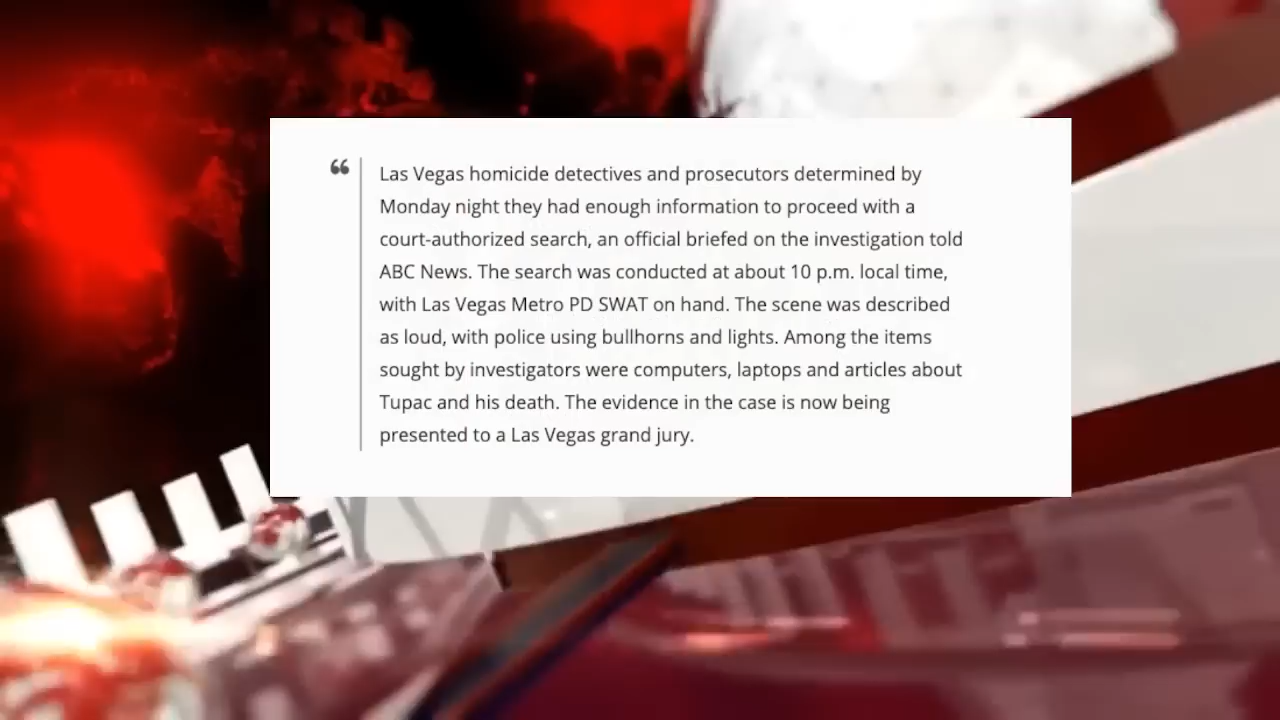 “
Las Vegas homicide detectives and prosecutors determined by
Monday night they had enough information to proceed with a
court-authorized search, an official briefed on the investigation told
ABC News. The search was conducted at about 10 p.m. local time,
with Las Vegas Metro PD SWAT on hand. The scene was described
as loud, with police using bullhorns and lights. Among the items
sought by investigators were computers, laptops and articles about
Tupac and his death. The evidence in the case is now being
presented to a Las Vegas grand jury.